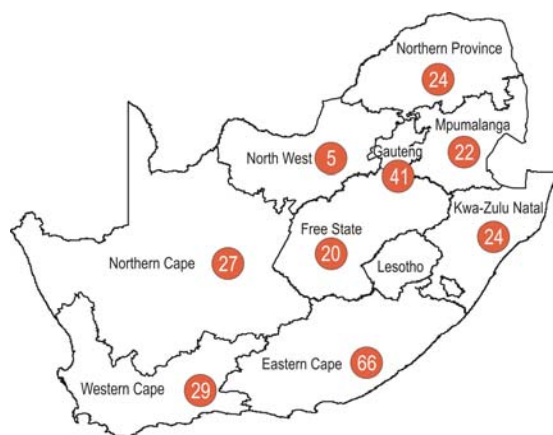 Northern Province
24
Mpumalanga
22
Gauteng
41
North West 5
Kwa-Zulu Natal
24
Free State
20
Lesotho
Northern Cape 27
Eastern Cape 66
Western Cape 29